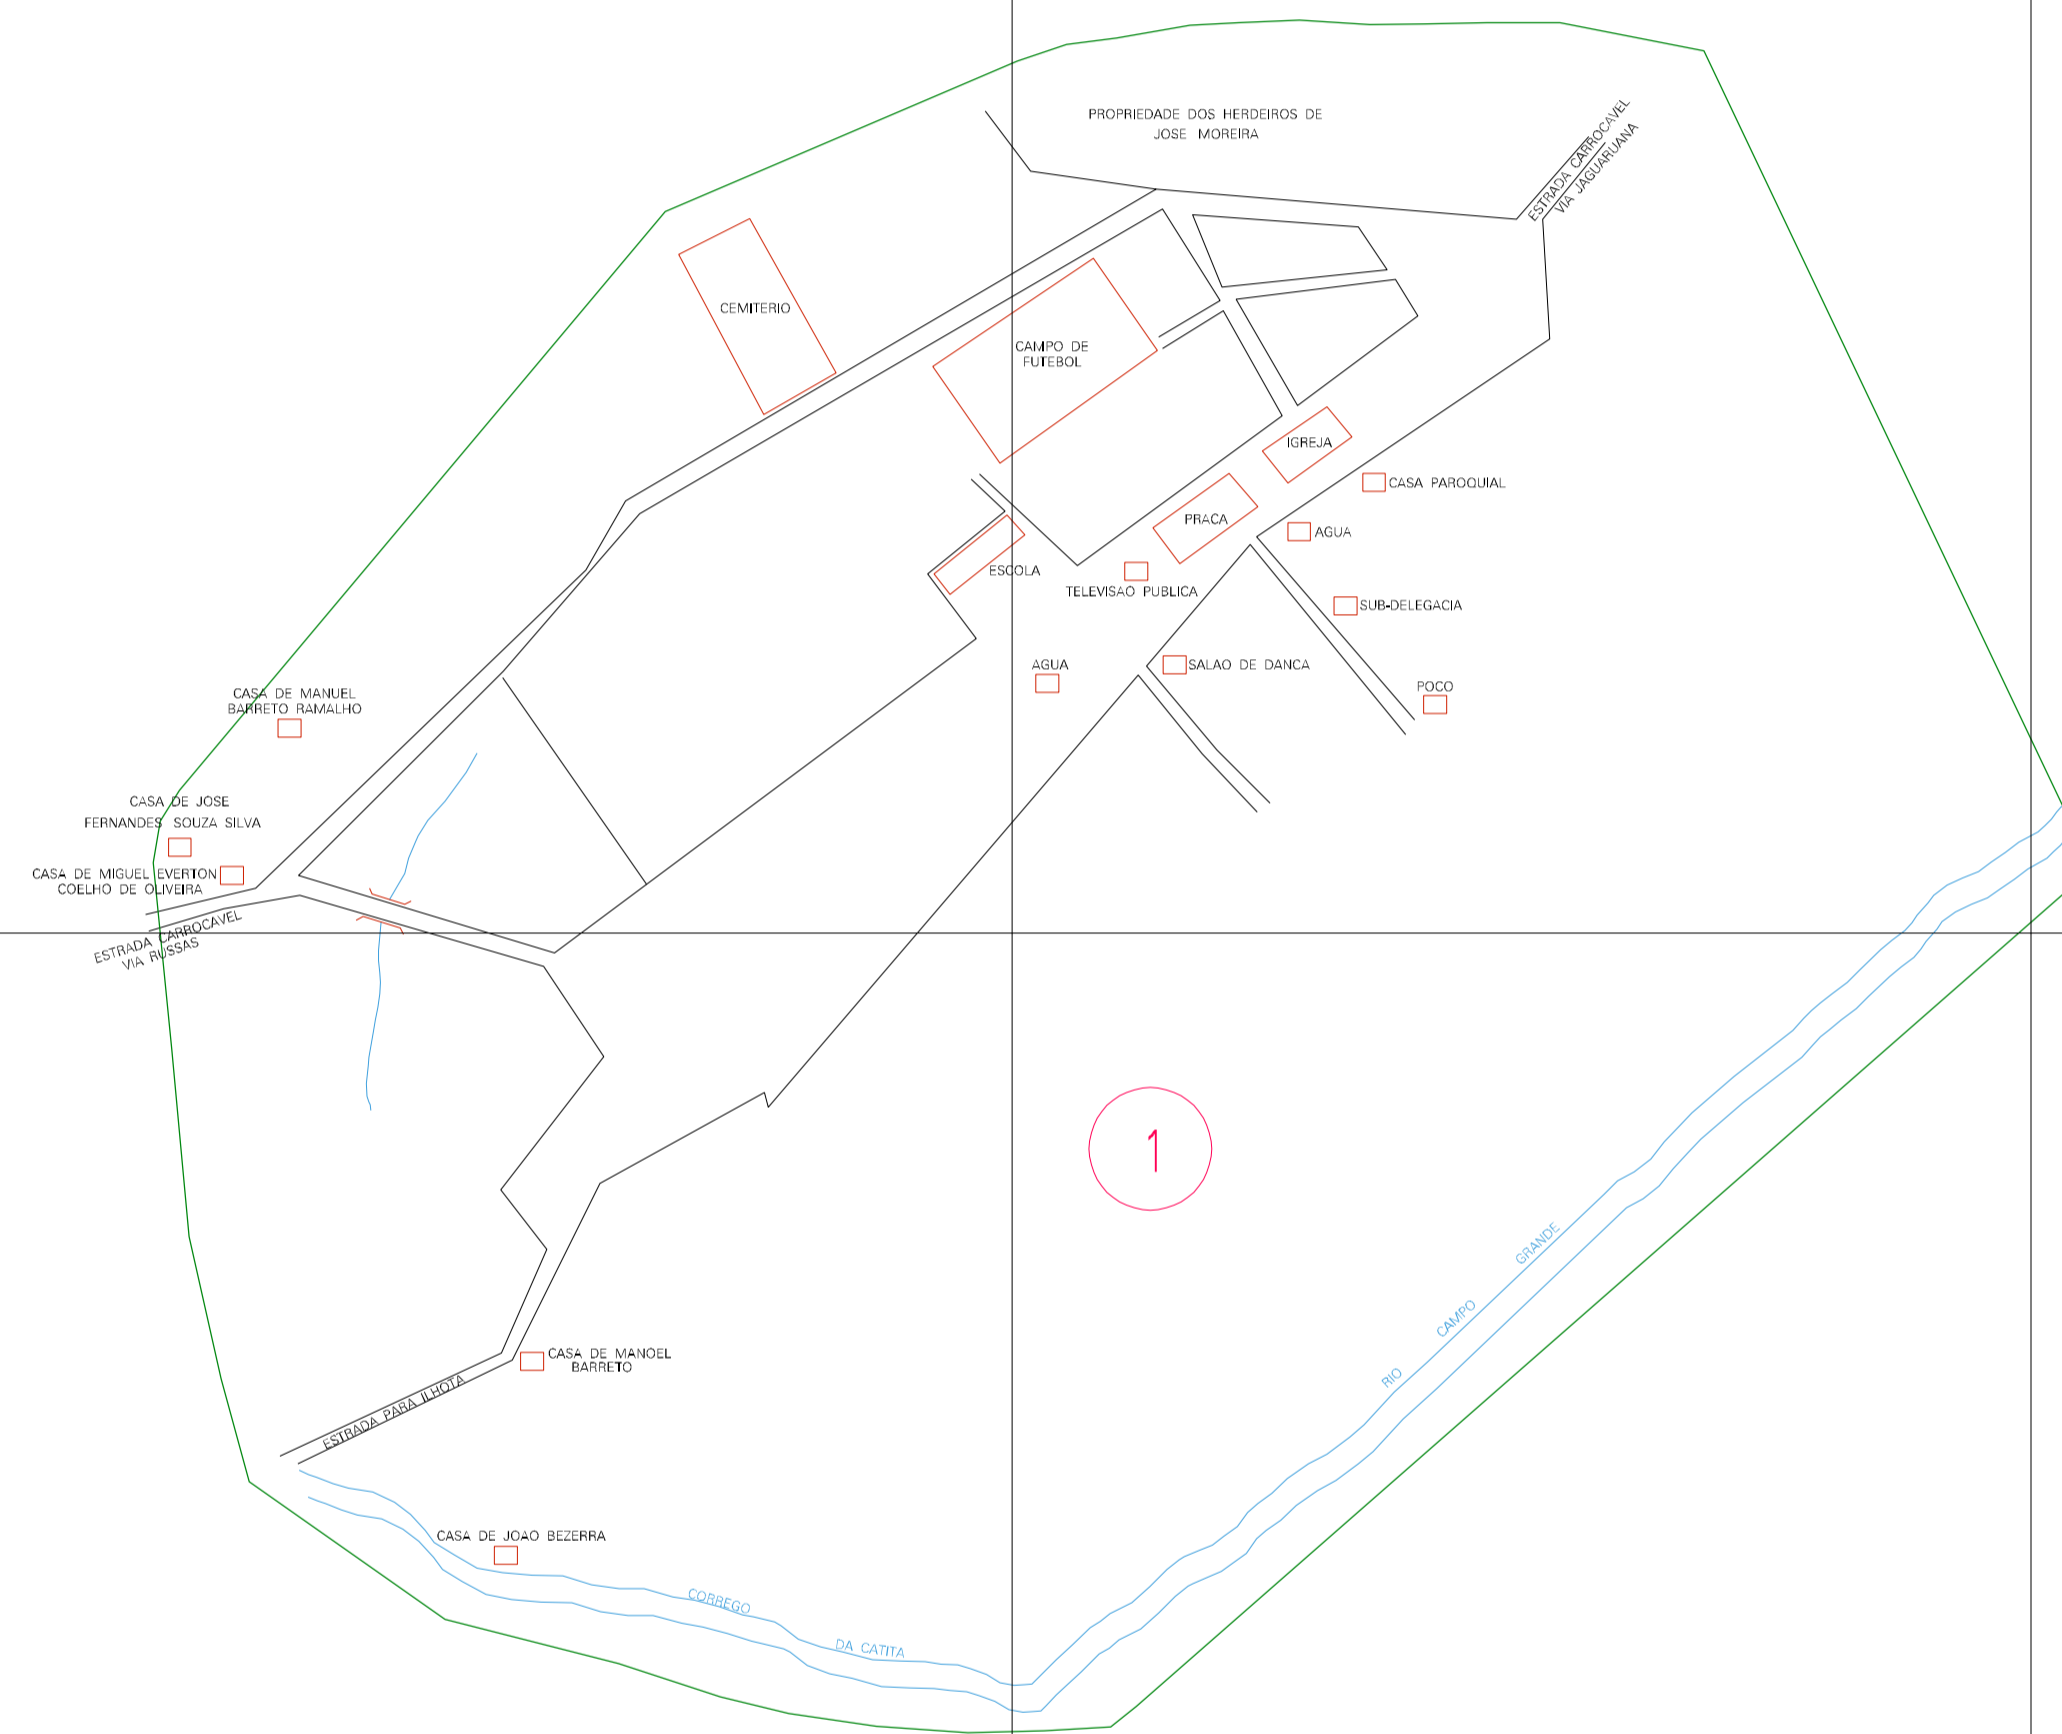 PROPRIEDADE DOS HERDEIROS DE
JOSE MOREIRA
ESTRADA CARROCAVEL
VIA JAGUARUANA
CEMITERIO
CAMPO DE
FUTEBOL
IGREJA
CASA PAROQUIAL
PRACA
AGUA
ESCOLA
TELEVISAO PUBLICA
SUB-DELEGACIA
AGUA
SALAO DE DANCA
POCO
CASA DE MANUEL
BARRETO RAMALHO
CASA DE JOSE
FERNANDES SOUZA SILVA
CASA DE MIGUEL EVERTON
COELHO DE OLIVEIRA
ESTRADA CARROCAVEL
VIA RUSSAS
1
RIO CAMPO GRANDE
CASA DE MANOEL
BARRETO
ESTRADA PARA ILHOTA
CASA DE JOAO BEZERRA
CORREGO DA CATITA